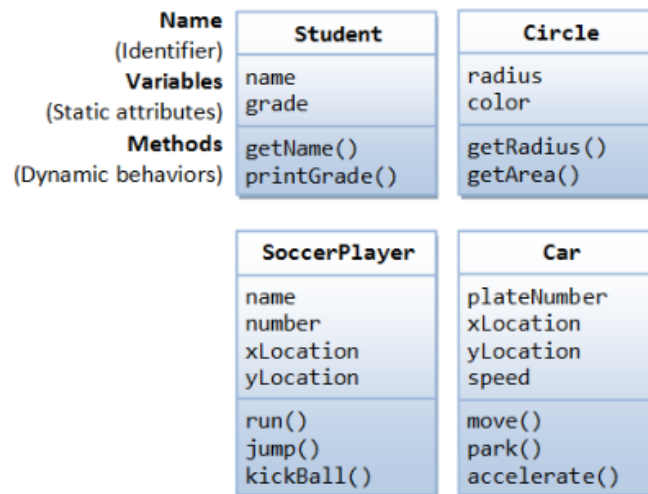 Name
(Identifier)
Variables
(Static attributes)
Methods
(Dynamic behaviors)
Student
name
grade
getName()
printGrade()
Circle
radius
color
getRadius()
getArea()
SoccerPlayer
name
number
xLocation
yLocation
run()
jump()
kickBall()
Car
plateNumber
xLocation
yLocation
speed
move()
park()
accelerate()